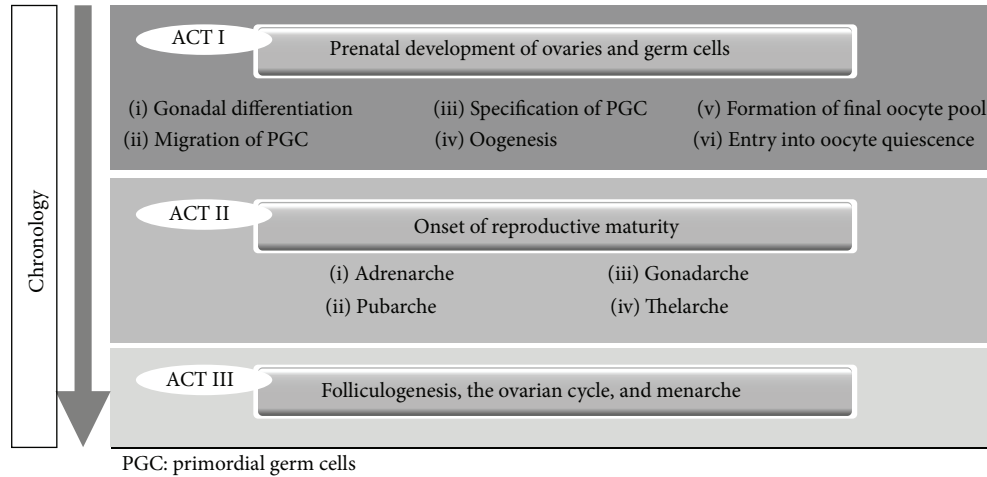 Chronology
ACT I
Prenatal development of ovaries and germ cells
(i) Gonadal differentiation
(ii) Migration of PGC
(iii) Specification of PGC
(iv) Oogenesis
(v) Formation of final oocyte pool
(vi) Entry into oocyte quiescence
ACT II
Onset of reproductive maturity
(i) Adrenarche
(ii) Pubarche
(iii) Gonadarche
(iv) Thelarche
ACT III
Folliculogenesis, the ovarian cycle, and menarche
PGC: primordial germ cells